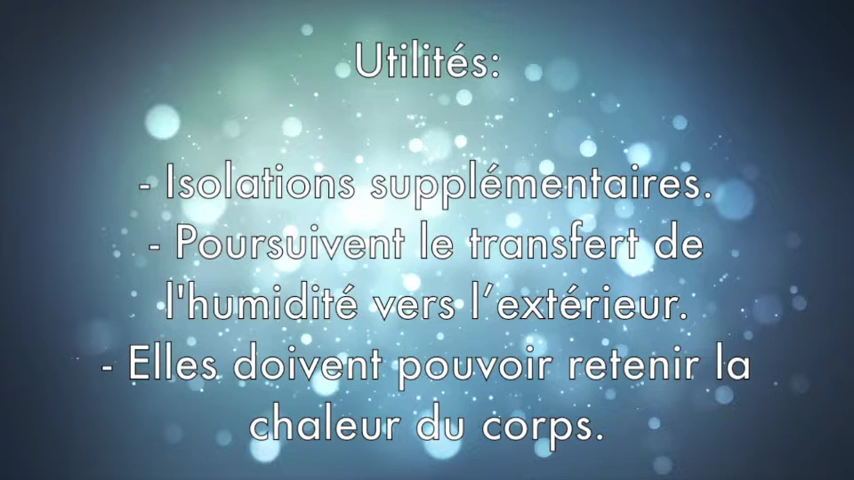 Utilités:
- Isolations supplémentaires.
- Poursuivent le transfert de
l'humidité vers l’extérieur.
- Elles doivent pouvoir retenir la
chaleur du corps.